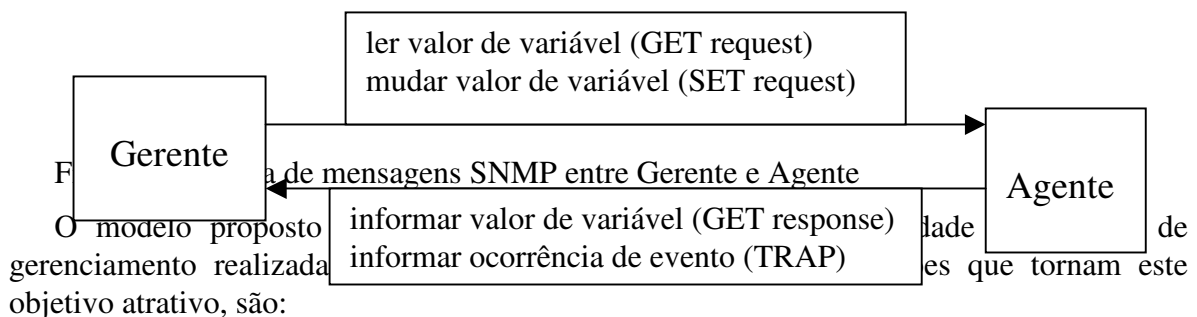 ler valor de variável (GET request)
mudar valor de variável (SET request)
Gerente
Agente
F de mensagens SNMP entre Gerente e Agente
informar valor de variável (GET response)
informar ocorrência de evento (TRAP)
O modelo proposto de
gerenciamento realizada que tornam este
objetivo atrativo, são: